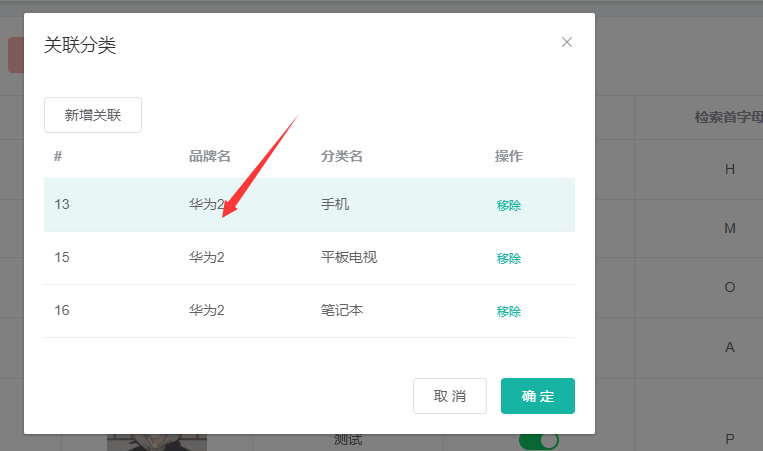 关联分类
新增关联
# 品牌名 分类名 操作
13 华为2 手机 移除
15 华为2 平板电视 移除
16 华为2 笔记本 移除
取 消 确 定
检索首字母
H
M
O
A
测试 P